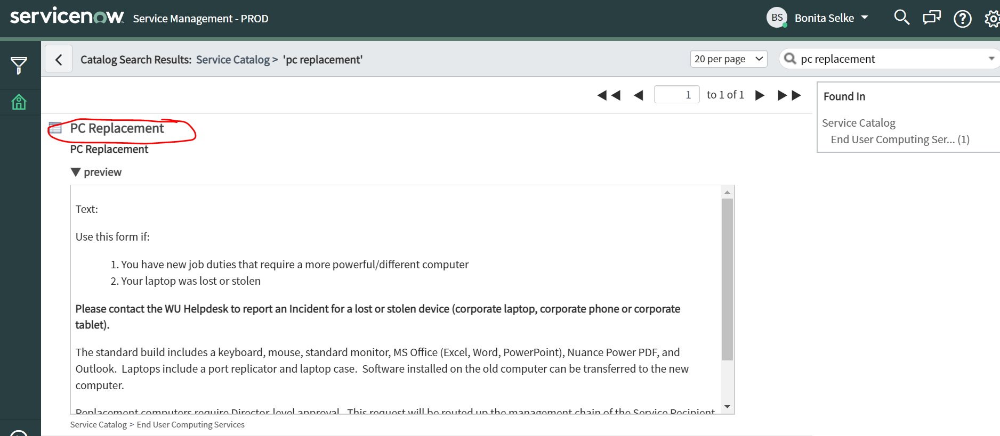 servicenow Service Management - PROD BS Bonita Selke
Catalog Search Results: Service Catalog > 'pc replacement' 20 per page pc replacement
1 to 1 of 1
Found In
Service Catalog
End User Computing Ser... (1)
PC Replacement
PC Replacement
preview
Text:
Use this form if:
1. You have new job duties that require a more powerful/different computer
2. Your laptop was lost or stolen
Please contact the WU Helpdesk to report an Incident for a lost or stolen device (corporate laptop, corporate phone or corporate
tablet).
The standard build includes a keyboard, mouse, standard monitor, MS Office (Excel, Word, PowerPoint), Nuance Power PDF, and
Outlook.  Laptops include a port replicator and laptop case.  Software installed on the old computer can be transferred to the new
computer.
Replacement computers require Director level approval.  This request will be routed up the management chain of the Service Recipient
Service Catalog > End User Computing Services